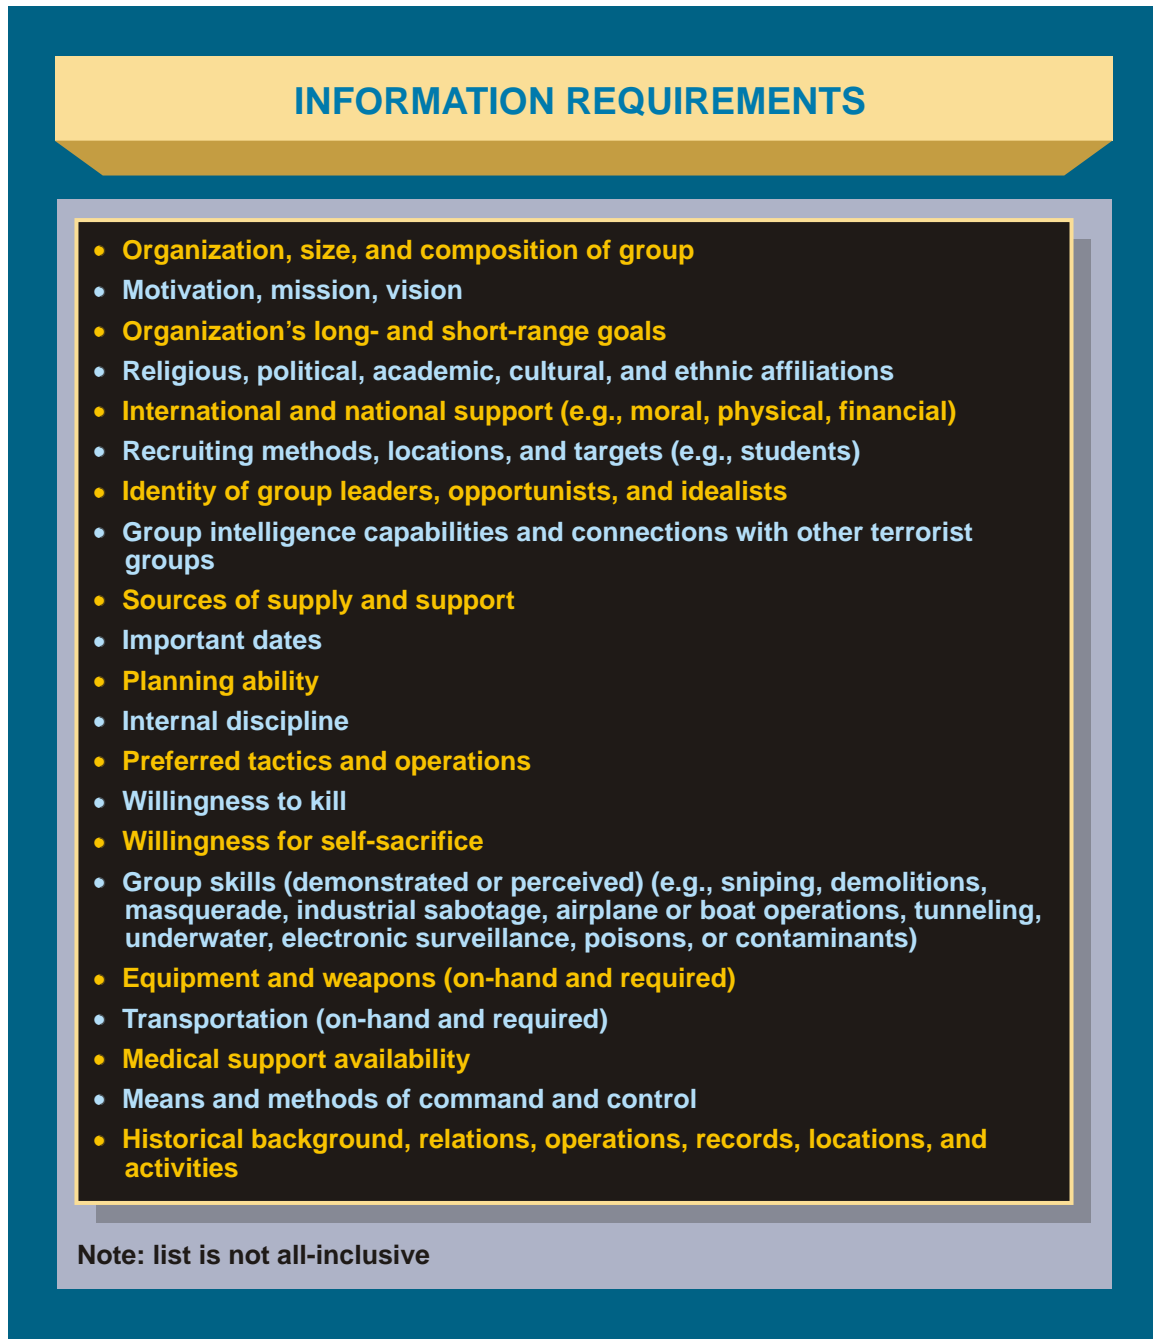 INFORMATION REQUIREMENTS
• Organization, size, and composition of group
• Motivation, mission, vision
• Organization’s long- and short-range goals
• Religious, political, academic, cultural, and ethnic affiliations
• International and national support (e.g., moral, physical, financial)
• Recruiting methods, locations, and targets (e.g., students)
• Identity of group leaders, opportunists, and idealists
• Group intelligence capabilities and connections with other terrorist
groups
• Sources of supply and support
• Important dates
• Planning ability
• Internal discipline
• Preferred tactics and operations
• Willingness to kill
• Willingness for self-sacrifice
• Group skills (demonstrated or perceived) (e.g., sniping, demolitions,
masquerade, industrial sabotage, airplane or boat operations, tunneling,
underwater, electronic surveillance, poisons, or contaminants)
• Equipment and weapons (on-hand and required)
• Transportation (on-hand and required)
• Medical support availability
• Means and methods of command and control
• Historical background, relations, operations, records, locations, and
activities
Note: list is not all-inclusive